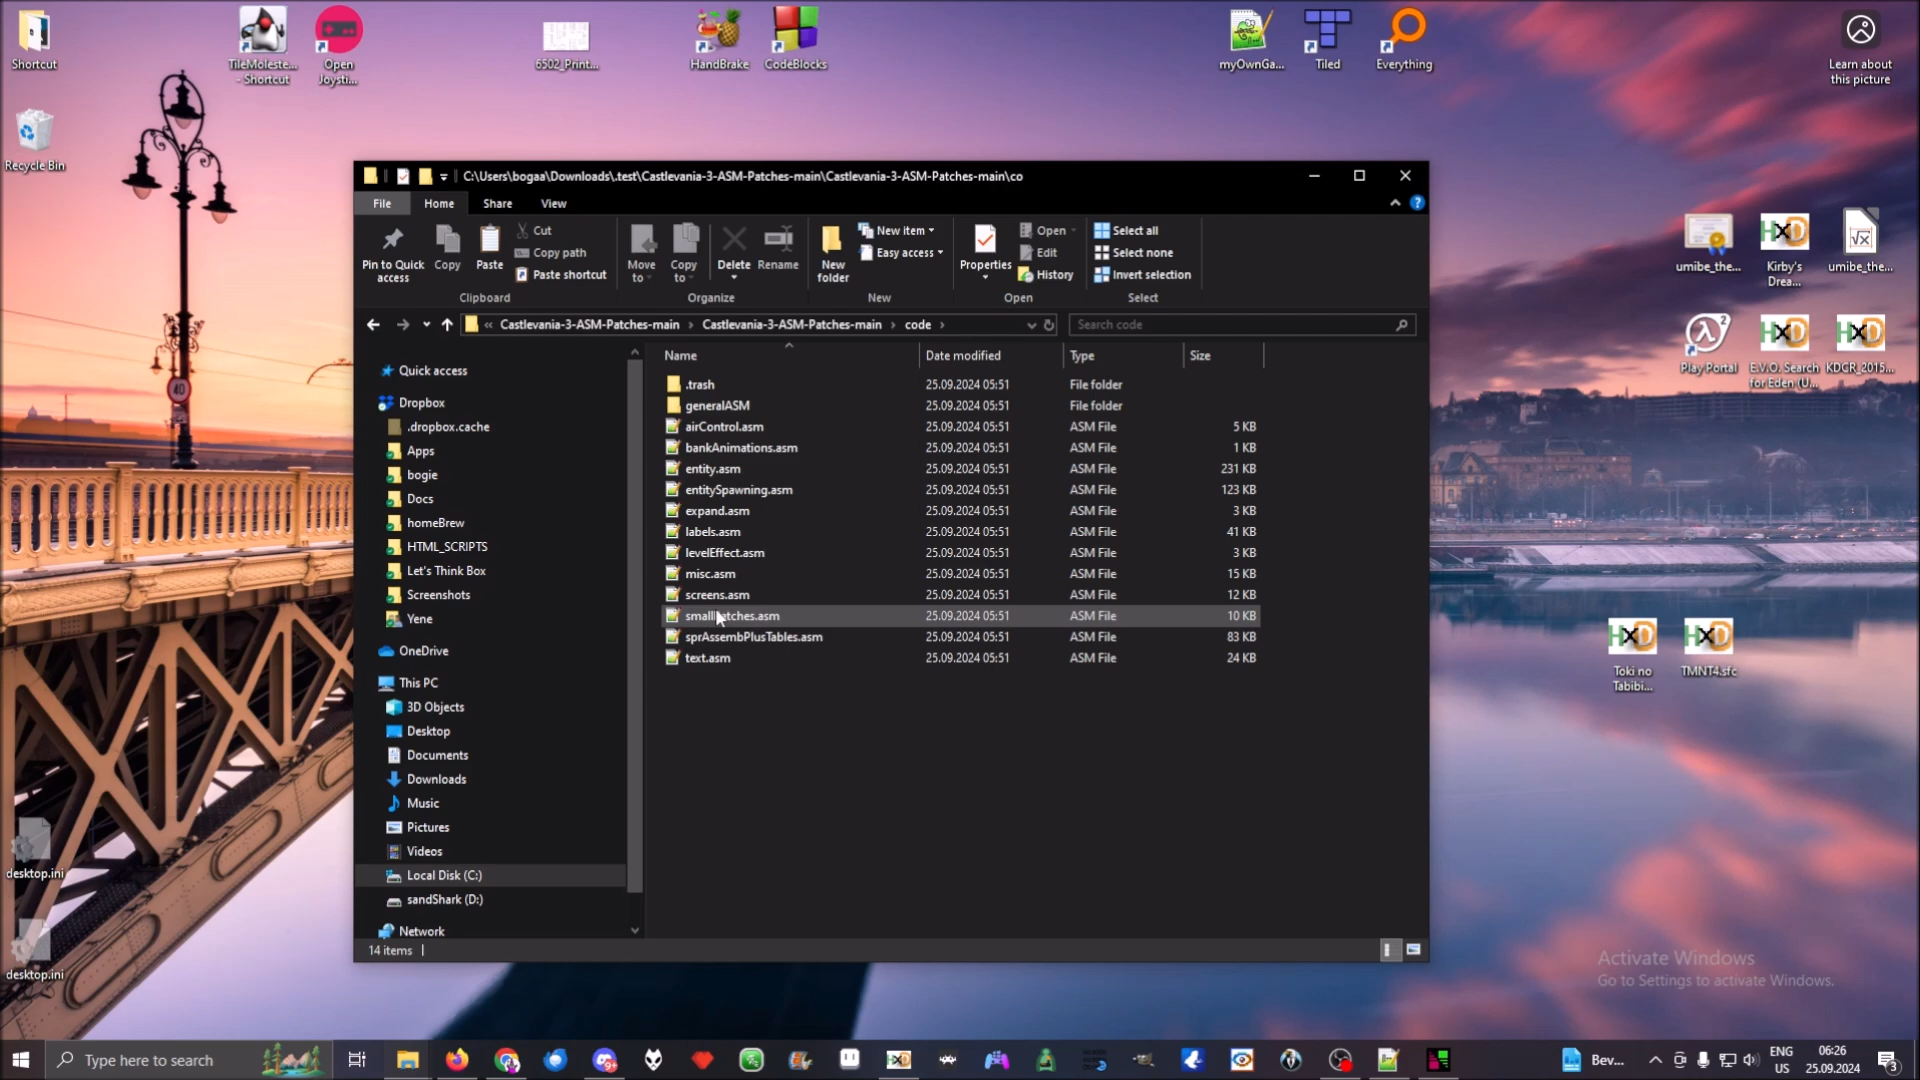 Shortcut
TileMoleste...
- Shortcut
Open
Joysti...
6502_Print...
HandBrake
CodeBlocks
myOwnGa...
Tiled
Everything
Learn about
this picture
Recycle Bin
40
C:\Users\bogaa\Downloads\.test\Castlevania-3-ASM-Patches-main\Castlevania-3-ASM-Patches-main\co
File
Home
Share
View
Pin to Quick
access
Copy
Paste
Cut
Copy path
Paste shortcut
Clipboard
Move
to
Copy
to
Delete
Rename
Organize
New
folder
New item
Easy access
New
Properties
Open
Edit
History
Open
Select all
Select none
Invert selection
Select
« Castlevania-3-ASM-Patches-main › Castlevania-3-ASM-Patches-main › code ›
Search code
Name Date modified Type Size
.trash 25.09.2024 05:51 File folder
generalASM 25.09.2024 05:51 File folder
airControl.asm 25.09.2024 05:51 ASM File 5 KB
bankAnimations.asm 25.09.2024 05:51 ASM File 1 KB
entity.asm 25.09.2024 05:51 ASM File 231 KB
entitySpawning.asm 25.09.2024 05:51 ASM File 123 KB
expand.asm 25.09.2024 05:51 ASM File 3 KB
labels.asm 25.09.2024 05:51 ASM File 41 KB
levelEffect.asm 25.09.2024 05:51 ASM File 3 KB
misc.asm 25.09.2024 05:51 ASM File 15 KB
screens.asm 25.09.2024 05:51 ASM File 12 KB
25.09.2024 05:51 ASM File 10 KB
sprAssembPlusTables.asm 25.09.2024 05:51 ASM File 83 KB
text.asm 25.09.2024 05:51 ASM File 24 KB
Quick access
Dropbox
.dropbox.cache
Apps
bogie
Docs
homeBrew
HTML_SCRIPTS
Let's Think Box
Screenshots
Yene
OneDrive
This PC
3D Objects
Desktop
Documents
Downloads
Music
Pictures
Videos
Local Disk (C:)
sandShark (D:)
Network
14 items
umibe_the...
HxD
Kirby's
Drea...
umibe_the...
Play Portal
HxD
E.V.O. Search
for Eden (U...
HxD
KDGR_2015...
HxD
Toki no
Tabibi...
HxD
TMNT4.sfc
desktop.ini
desktop.ini
Activate Windows
Go to Settings to activate Windows.
Type here to search
Bev...
ENG
US
06:26
25.09.2024
3